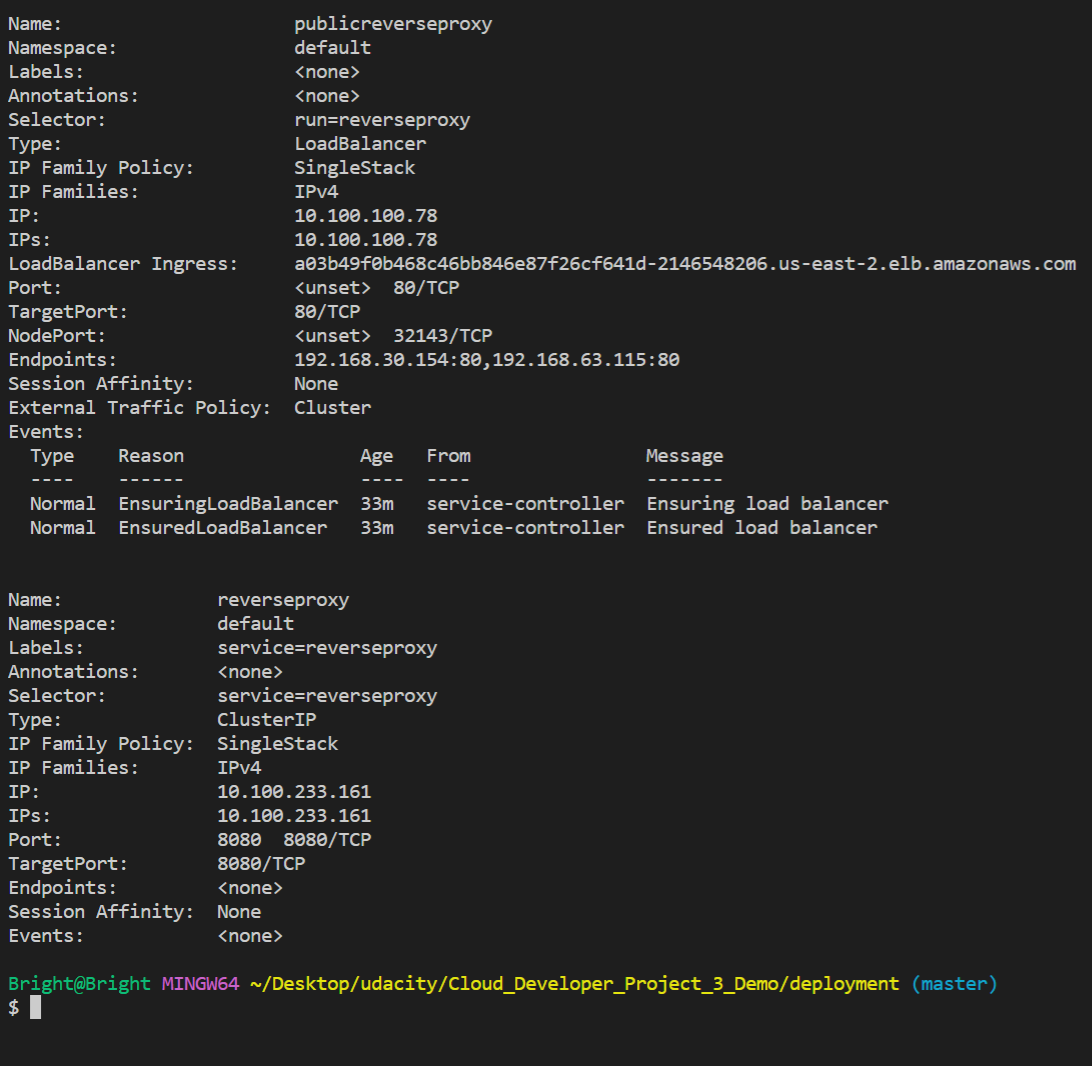 Name:                     publicreverseproxy
Namespace:                default
Labels:                   <none>
Annotations:              <none>
Selector:                 run=reverseproxy
Type:                     LoadBalancer
IP Family Policy:         SingleStack
IP Families:              IPv4
IP:                       10.100.100.78
IPs:                      10.100.100.78
LoadBalancer Ingress:     a03b49f0b468c46bb846e87f26cf641d-2146548206.us-east-2.elb.amazonaws.com
Port:                     <unset>  80/TCP
TargetPort:               80/TCP
NodePort:                 <unset>  32143/TCP
Endpoints:                192.168.30.154:80,192.168.63.115:80
Session Affinity:         None
External Traffic Policy:  Cluster
Events:
  Type    Reason                Age   From                Message
  ----    ------                ----  ----                -------
  Normal  EnsuringLoadBalancer  33m   service-controller  Ensuring load balancer
  Normal  EnsuredLoadBalancer   33m   service-controller  Ensured load balancer
Name:              reverseproxy
Namespace:         default
Labels:            service=reverseproxy
Annotations:       <none>
Selector:          service=reverseproxy
Type:              ClusterIP
IP Family Policy:  SingleStack
IP Families:       IPv4
IP:                10.100.233.161
IPs:               10.100.233.161
Port:              8080  8080/TCP
TargetPort:        8080/TCP
Endpoints:         <none>
Session Affinity:  None
Events:            <none>
Bright@Bright MINGW64 ~/Desktop/udacity/Cloud_Developer_Project_3_Demo/deployment (master)
$